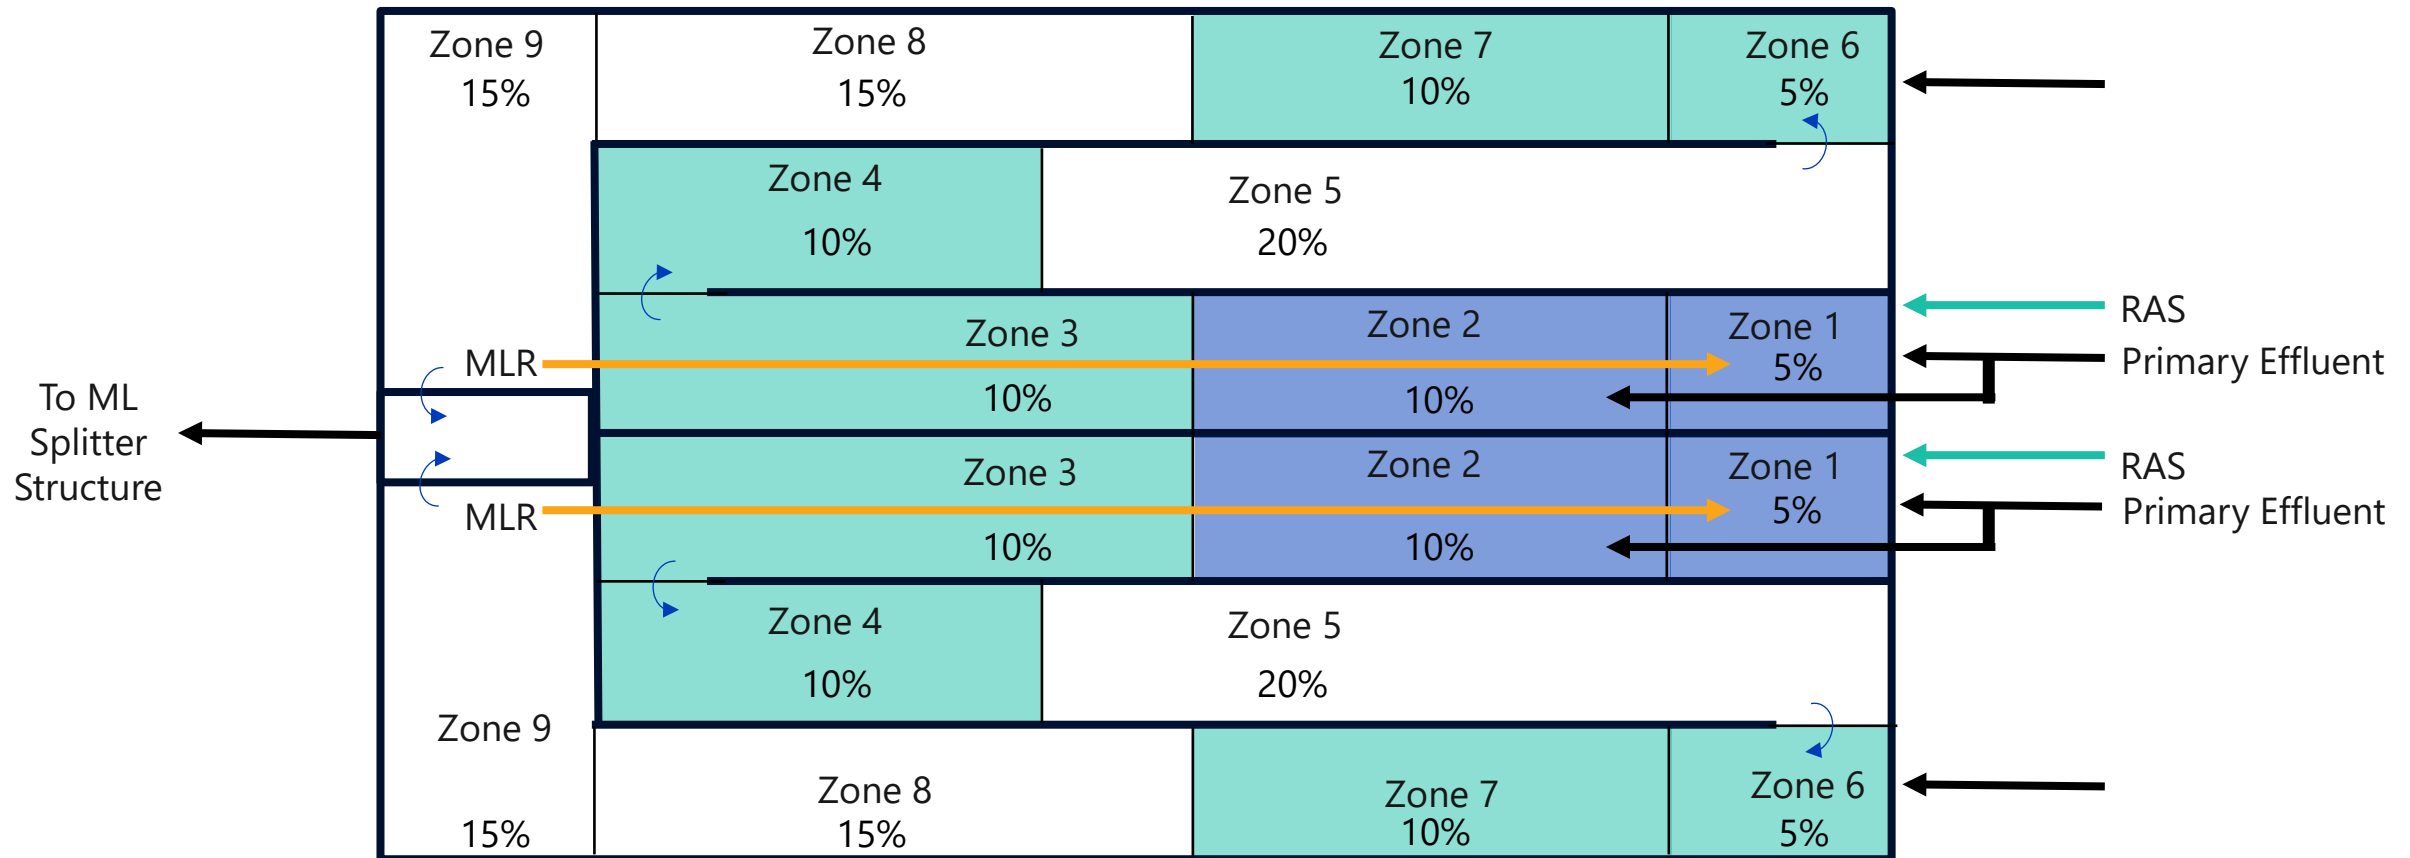 Zone 9
15%
Zone 8
15%
Zone 7
10%
Zone 6
5%
Zone 4
10%
Zone 5
20%
Zone 3
10%
Zone 2
10%
Zone 1
5%
RAS
Primary Effluent
MLR
To ML
Splitter
Structure
Zone 3
10%
Zone 2
10%
Zone 1
5%
RAS
Primary Effluent
MLR
Zone 4
10%
Zone 5
20%
Zone 9
15%
Zone 8
15%
Zone 7
10%
Zone 6
5%